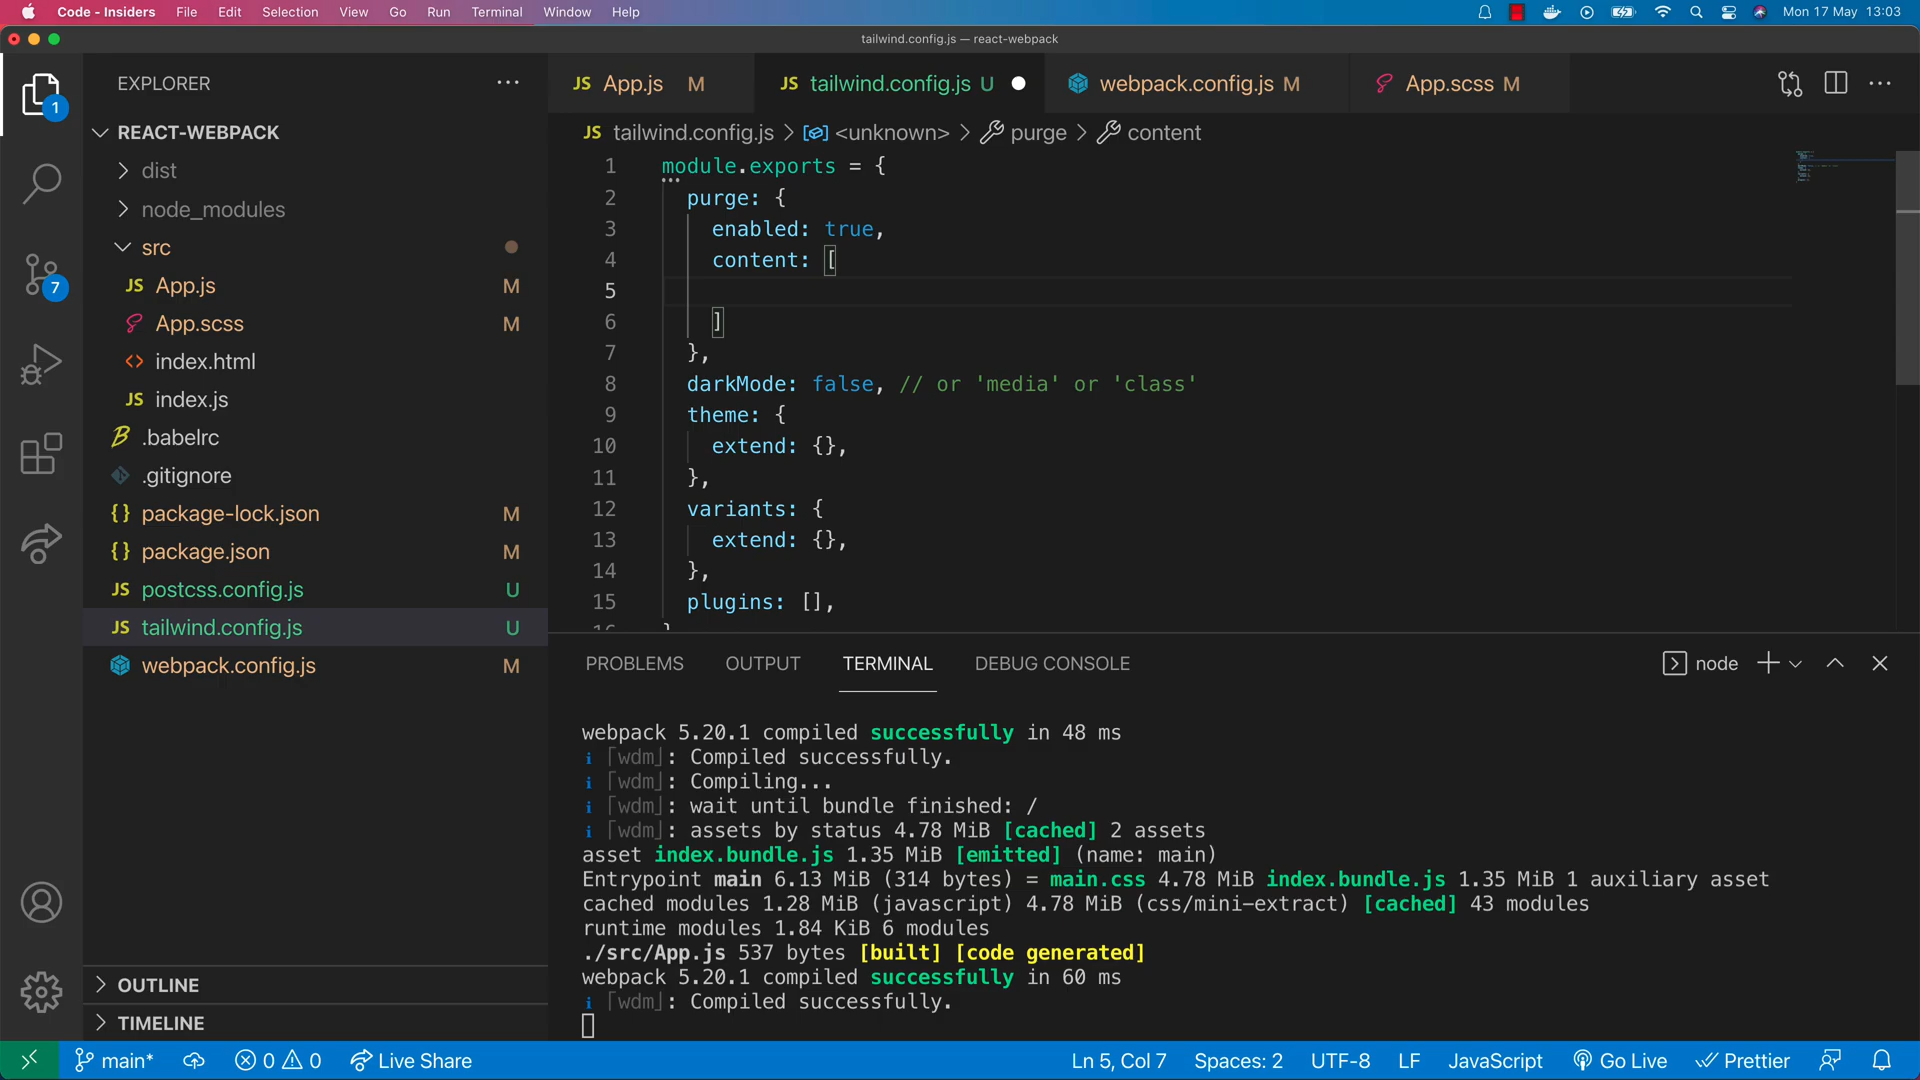 Code - Insiders File Edit Selection View Go Run Terminal Window Help Mon 17 May 13:03
tailwind.config.js — react-webpack
EXPLORER
REACT-WEBPACK
dist
node_modules
src
JS App.js M
App.scss M
<> index.html
JS index.js
.babelrc
.gitignore
{} package-lock.json M
{} package.json M
JS postcss.config.js U
JS tailwind.config.js U
webpack.config.js M
OUTLINE
TIMELINE
1
7
JS App.js M JS tailwind.config.js U webpack.config.js M App.scss M
JS tailwind.config.js > <unknown> > purge > content
1 module.exports = {
2 purge: {
3 enabled: true,
4 content: [
5
6 ]
7 },
8 darkMode: false, // or 'media' or 'class'
9 theme: {
10 extend: {},
11 },
12 variants: {
13 extend: {},
14 },
15 plugins: [],
16 }
PROBLEMS OUTPUT TERMINAL DEBUG CONSOLE node
webpack 5.20.1 compiled successfully in 48 ms
i ｢wdm｣: Compiled successfully.
i ｢wdm｣: Compiling...
i ｢wdm｣: wait until bundle finished: /
i ｢wdm｣: assets by status 4.78 MiB [cached] 2 assets
asset index.bundle.js 1.35 MiB [emitted] (name: main)
Entrypoint main 6.13 MiB (314 bytes) = main.css 4.78 MiB index.bundle.js 1.35 MiB 1 auxiliary asset
cached modules 1.28 MiB (javascript) 4.78 MiB (css/mini-extract) [cached] 43 modules
runtime modules 1.84 KiB 6 modules
./src/App.js 537 bytes [built] [code generated]
webpack 5.20.1 compiled successfully in 60 ms
i ｢wdm｣: Compiled successfully.
main* 0 0 Live Share Ln 5, Col 7 Spaces: 2 UTF-8 LF JavaScript Go Live Prettier